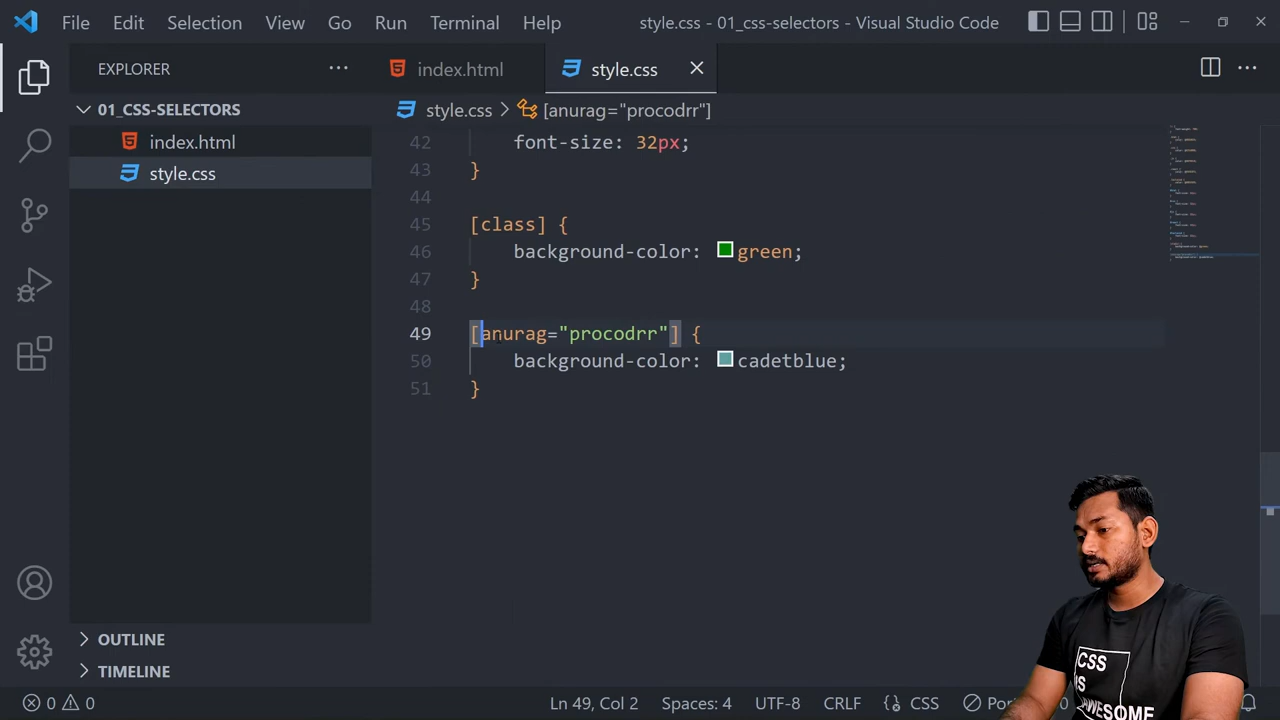 File Edit Selection View Go Run Terminal Help style.css - 01_css-selectors - Visual Studio Code
EXPLORER
index.html
style.css
01_CSS-SELECTORS
index.html
style.css
style.css > [anurag="procodrr"]
42 font-size: 32px;
43 }
44
45 [class] {
46 background-color: green;
47 }
48
49 [anurag="procodrr"] {
50 background-color: cadetblue;
51 }
OUTLINE
TIMELINE
0 0 Ln 49, Col 2 Spaces: 4 UTF-8 CRLF {} CSS
CSS
IS
AWESOME